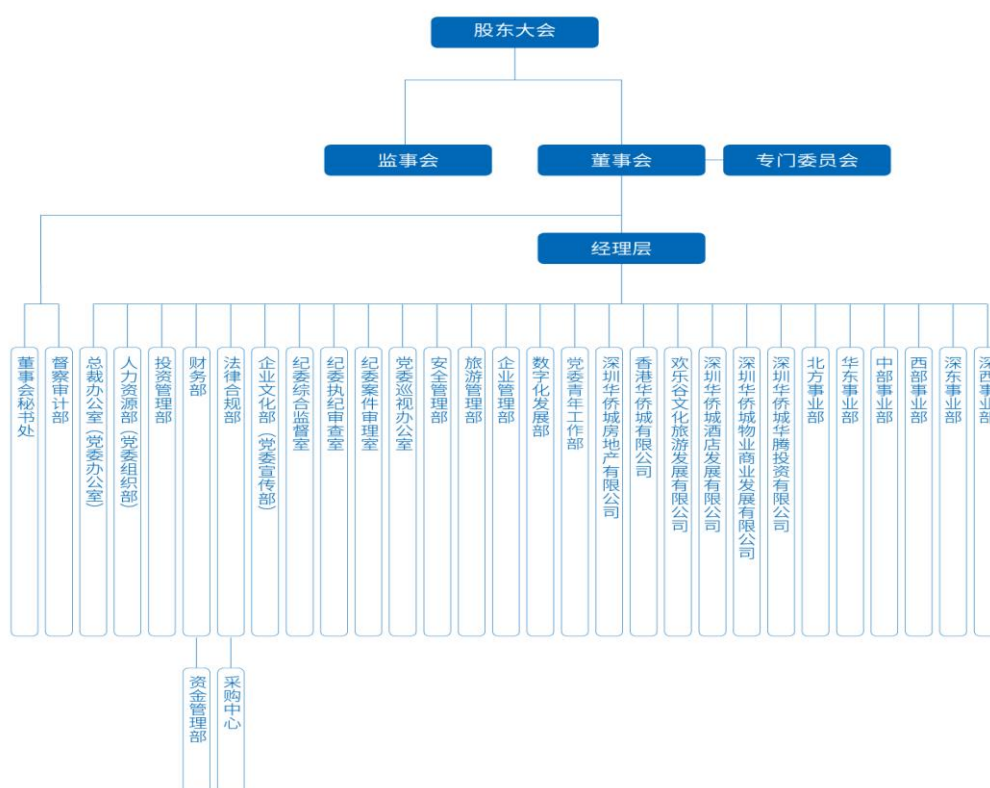 股东大会
监事会
董事会
专门委员会
经理层
董事会秘书处
督察审计部
总裁办公室(党委办公室)
人力资源部(党委组织部)
投资管理部
财务部
法律合规部
企业文化部(党委宣传部)
纪委综合监督室
纪委执纪审查室
纪委案件审理室
党委巡视办公室
安全管理部
旅游管理部
企业管理部
数字化发展部
党委青年工作部
深圳华侨城房地产有限公司
香港华侨城有限公司
欢乐谷文化旅游发展有限公司
深圳华侨城酒店发展有限公司
深圳华侨城物业商业发展有限公司
深圳华侨城华腾投资有限公司
北方事业部
华东事业部
中部事业部
西部事业部
深东事业部
深西事业部
资金管理部
采购中心